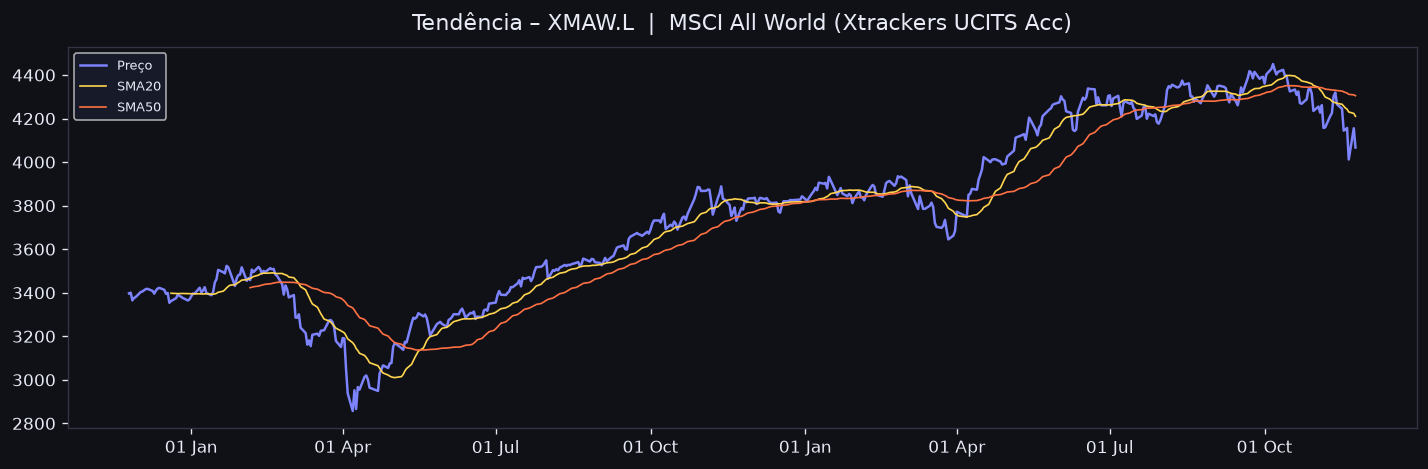 Tendência – XMAW.L | MSCI All World (Xtrackers UCITS Acc)
Preço
SMA20
SMA50
4400
4200
4000
3800
3600
3400
3200
3000
2800
01 Jan 01 Apr 01 Jul 01 Oct 01 Jan 01 Apr 01 Jul 01 Oct